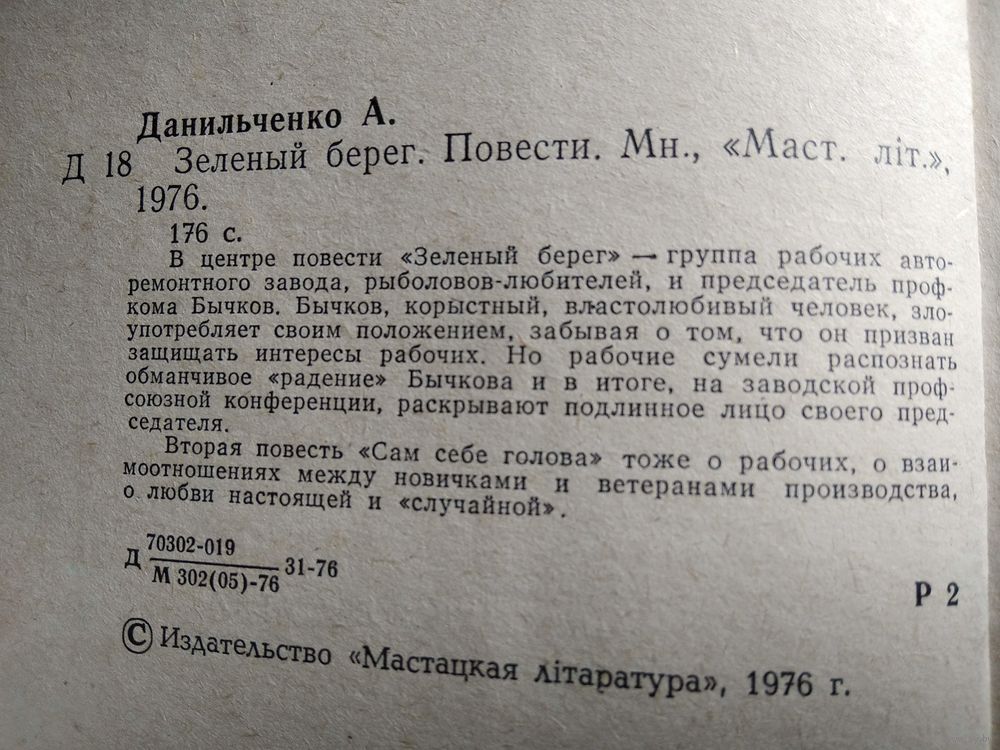 Данильченко А.
Д 18 Зеленый берег. Повести. Мн., «Маст. літ.»,
1976.
176 с.
В центре повести «Зеленый берег» — группа рабочих авто-
ремонтного завода, рыболовов-любителей, и председатель проф-
кома Бычков. Бычков, корыстный, властолюбивый человек, зло-
употребляет своим положением, забывая о том, что он призван
защищать интересы рабочих. Но рабочие сумели распознать
обманчивое «радение» Бычкова и в итоге, на заводской проф-
союзной конференции, раскрывают подлинное лицо своего пред-
седателя.
Вторая повесть «Сам себе голова» тоже о рабочих, о взаи-
моотношениях между новичками и ветеранами производства,
о любви настоящей и «случайной».
70302-019
Д 31-76
М 302(05)-76
Р 2
© Издательство «Мастацкая літаратура», 1976 г.